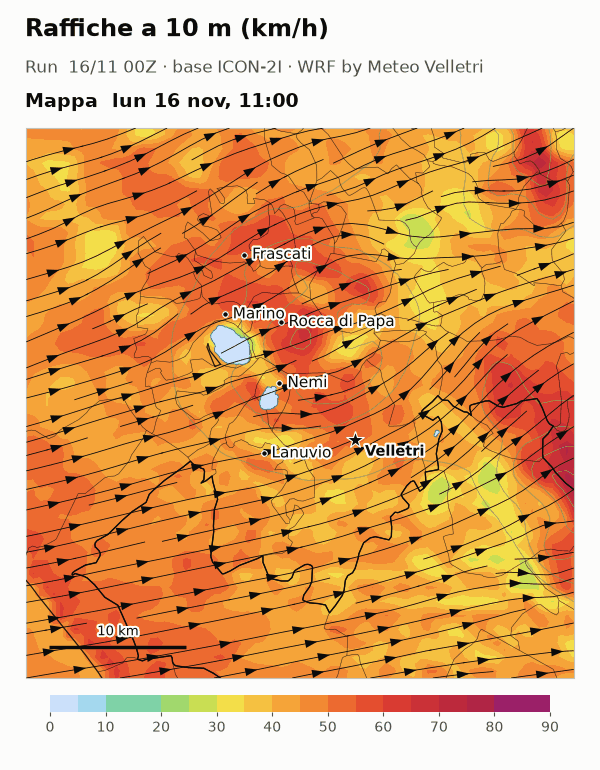 Raffiche a 10 m (km/h)
Run  16/11 00Z · base ICON-2I · WRF by Meteo Velletri
Mappa  lun 16 nov, 11:00
Frascati
Marino
Rocca di Papa
Nemi
Lanuvio
Velletri
10 km
0 10 20 30 40 50 60 70 80 90